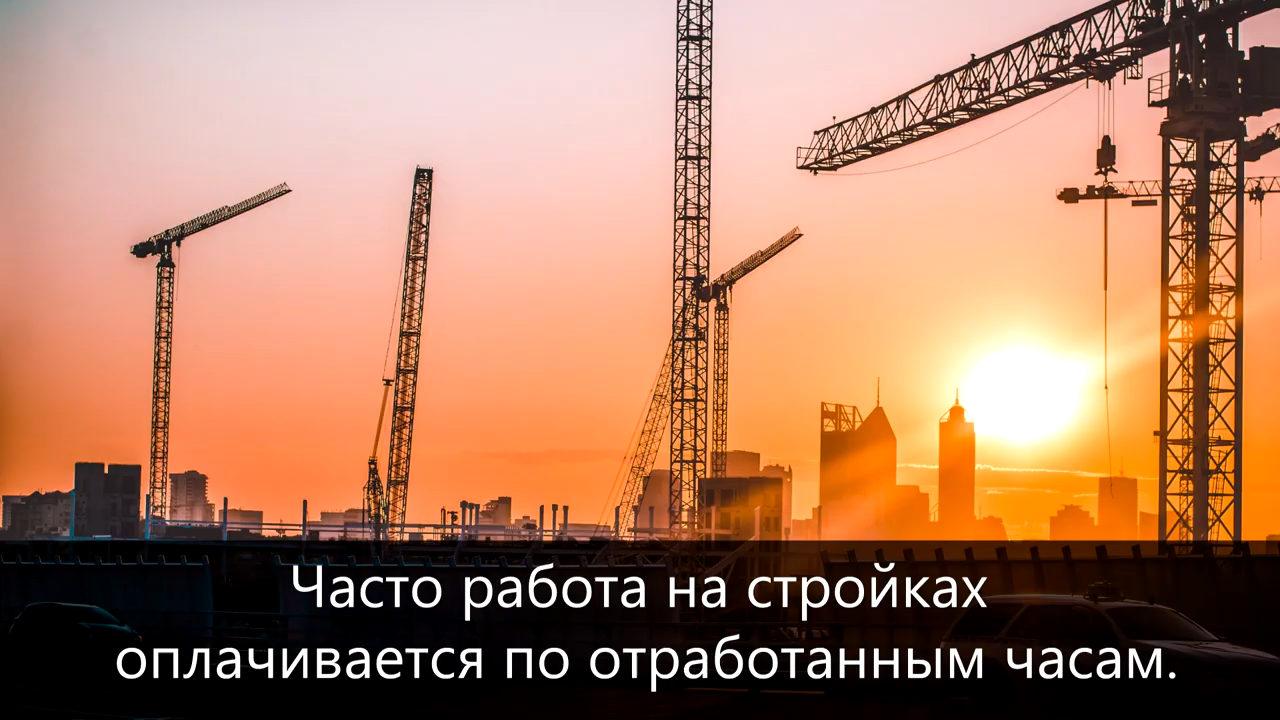 Часто работа на стройках
оплачивается по отработанным часам.